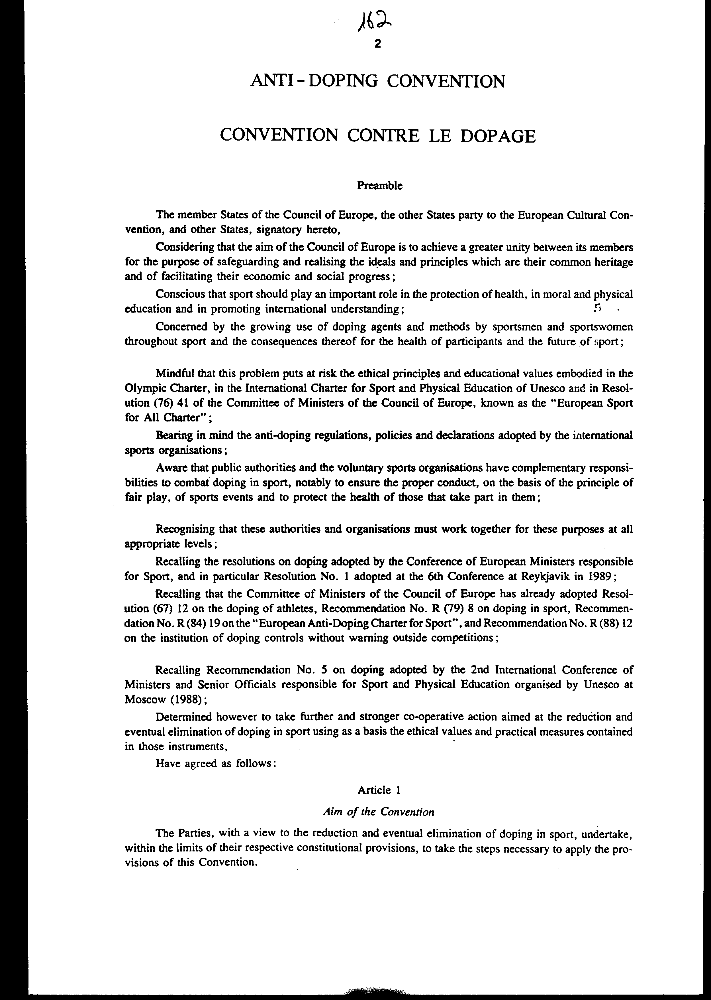 162
2
ANTI – DOPING CONVENTION
CONVENTION CONTRE LE DOPAGE
Preamble
The member States of the Council of Europe, the other States party to the European Cultural Con-
vention, and other States, signatory hereto,
Considering that the aim of the Council of Europe is to achieve a greater unity between its members
for the purpose of safeguarding and realising the ideals and principles which are their common heritage
and of facilitating their economic and social progress;
Conscious that sport should play an important role in the protection of health, in moral and physical
education and in promoting international understanding;
Concerned by the growing use of doping agents and methods by sportsmen and sportswomen
throughout sport and the consequences thereof for the health of participants and the future of sport;
Mindful that this problem puts at risk the ethical principles and educational values embodied in the
Olympic Charter, in the International Charter for Sport and Physical Education of Unesco and in Resol-
ution (76) 41 of the Committee of Ministers of the Council of Europe, known as the “European Sport
for All Charter”;
Bearing in mind the anti-doping regulations, policies and declarations adopted by the international
sports organisations;
Aware that public authorities and the voluntary sports organisations have complementary responsi-
bilities to combat doping in sport, notably to ensure the proper conduct, on the basis of the principle of
fair play, of sports events and to protect the health of those that take part in them;
Recognising that these authorities and organisations must work together for these purposes at all
appropriate levels;
Recalling the resolutions on doping adopted by the Conference of European Ministers responsible
for Sport, and in particular Resolution No. 1 adopted at the 6th Conference at Reykjavik in 1989;
Recalling that the Committee of Ministers of the Council of Europe has already adopted Resol-
ution (67) 12 on the doping of athletes, Recommendation No. R (79) 8 on doping in sport, Recommen-
dation No. R (84) 19 on the “European Anti-Doping Charter for Sport”, and Recommendation No. R (88) 12
on the institution of doping controls without warning outside competitions;
Recalling Recommendation No. 5 on doping adopted by the 2nd International Conference of
Ministers and Senior Officials responsible for Sport and Physical Education organised by Unesco at
Moscow (1988);
Determined however to take further and stronger co-operative action aimed at the reduction and
eventual elimination of doping in sport using as a basis the ethical values and practical measures contained
in those instruments,
Have agreed as follows:
Article 1
Aim of the Convention
The Parties, with a view to the reduction and eventual elimination of doping in sport, undertake,
within the limits of their respective constitutional provisions, to take the steps necessary to apply the pro-
visions of this Convention.